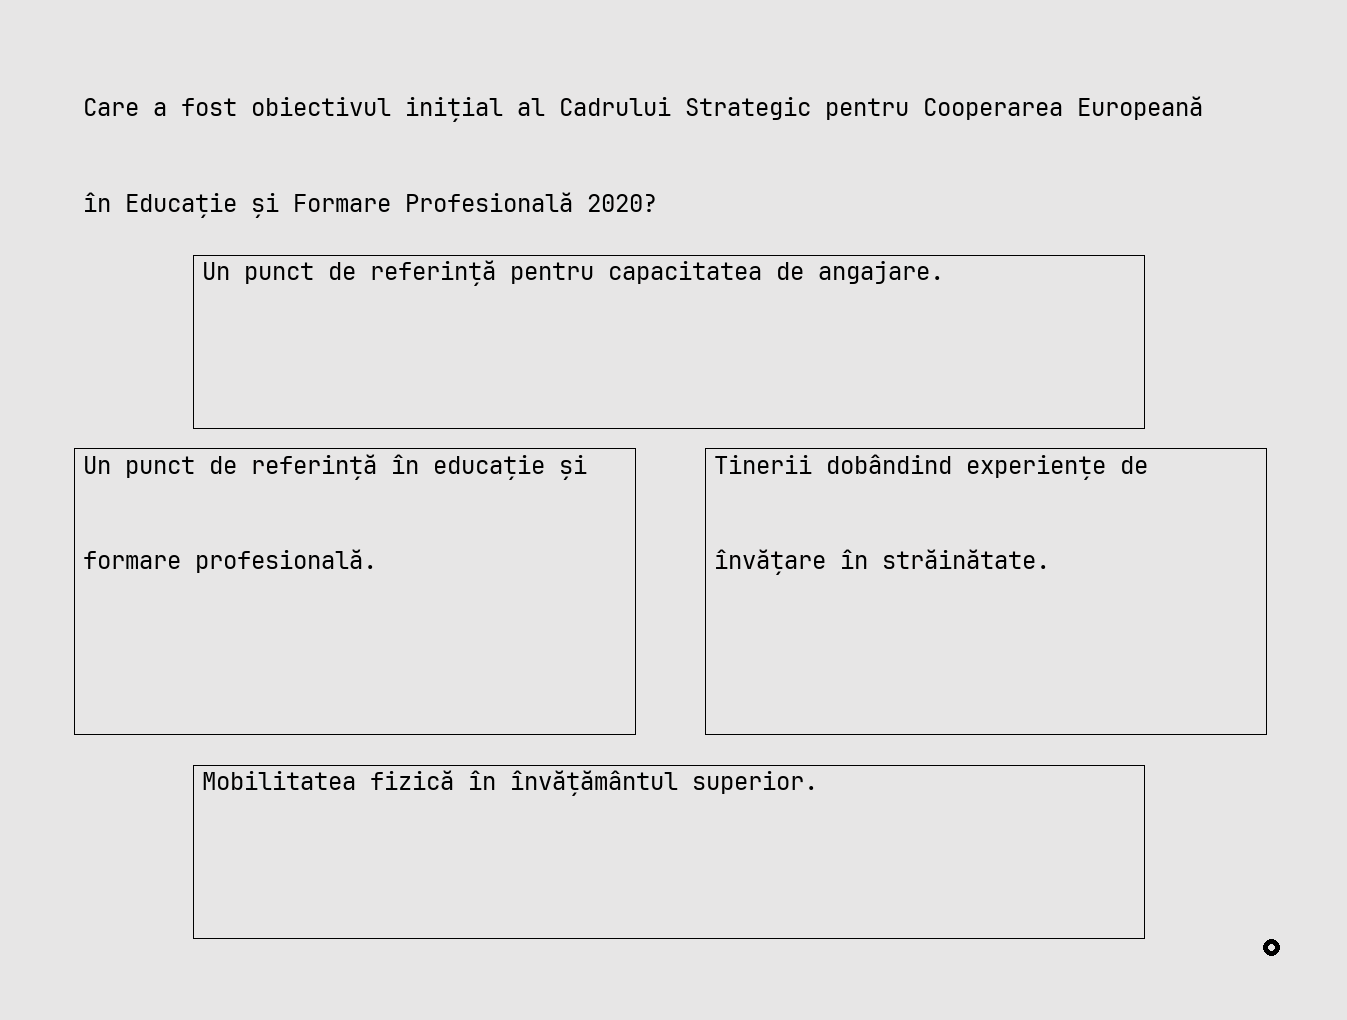 Care a fost obiectivul inițial al Cadrului Strategic pentru Cooperarea Europeană
în Educație și Formare Profesională 2020?
Un punct de referință pentru capacitatea de angajare.
Un punct de referință în educație și
formare profesională.
Tinerii dobândind experiențe de
învățare în străinătate.
Mobilitatea fizică în învățământul superior.